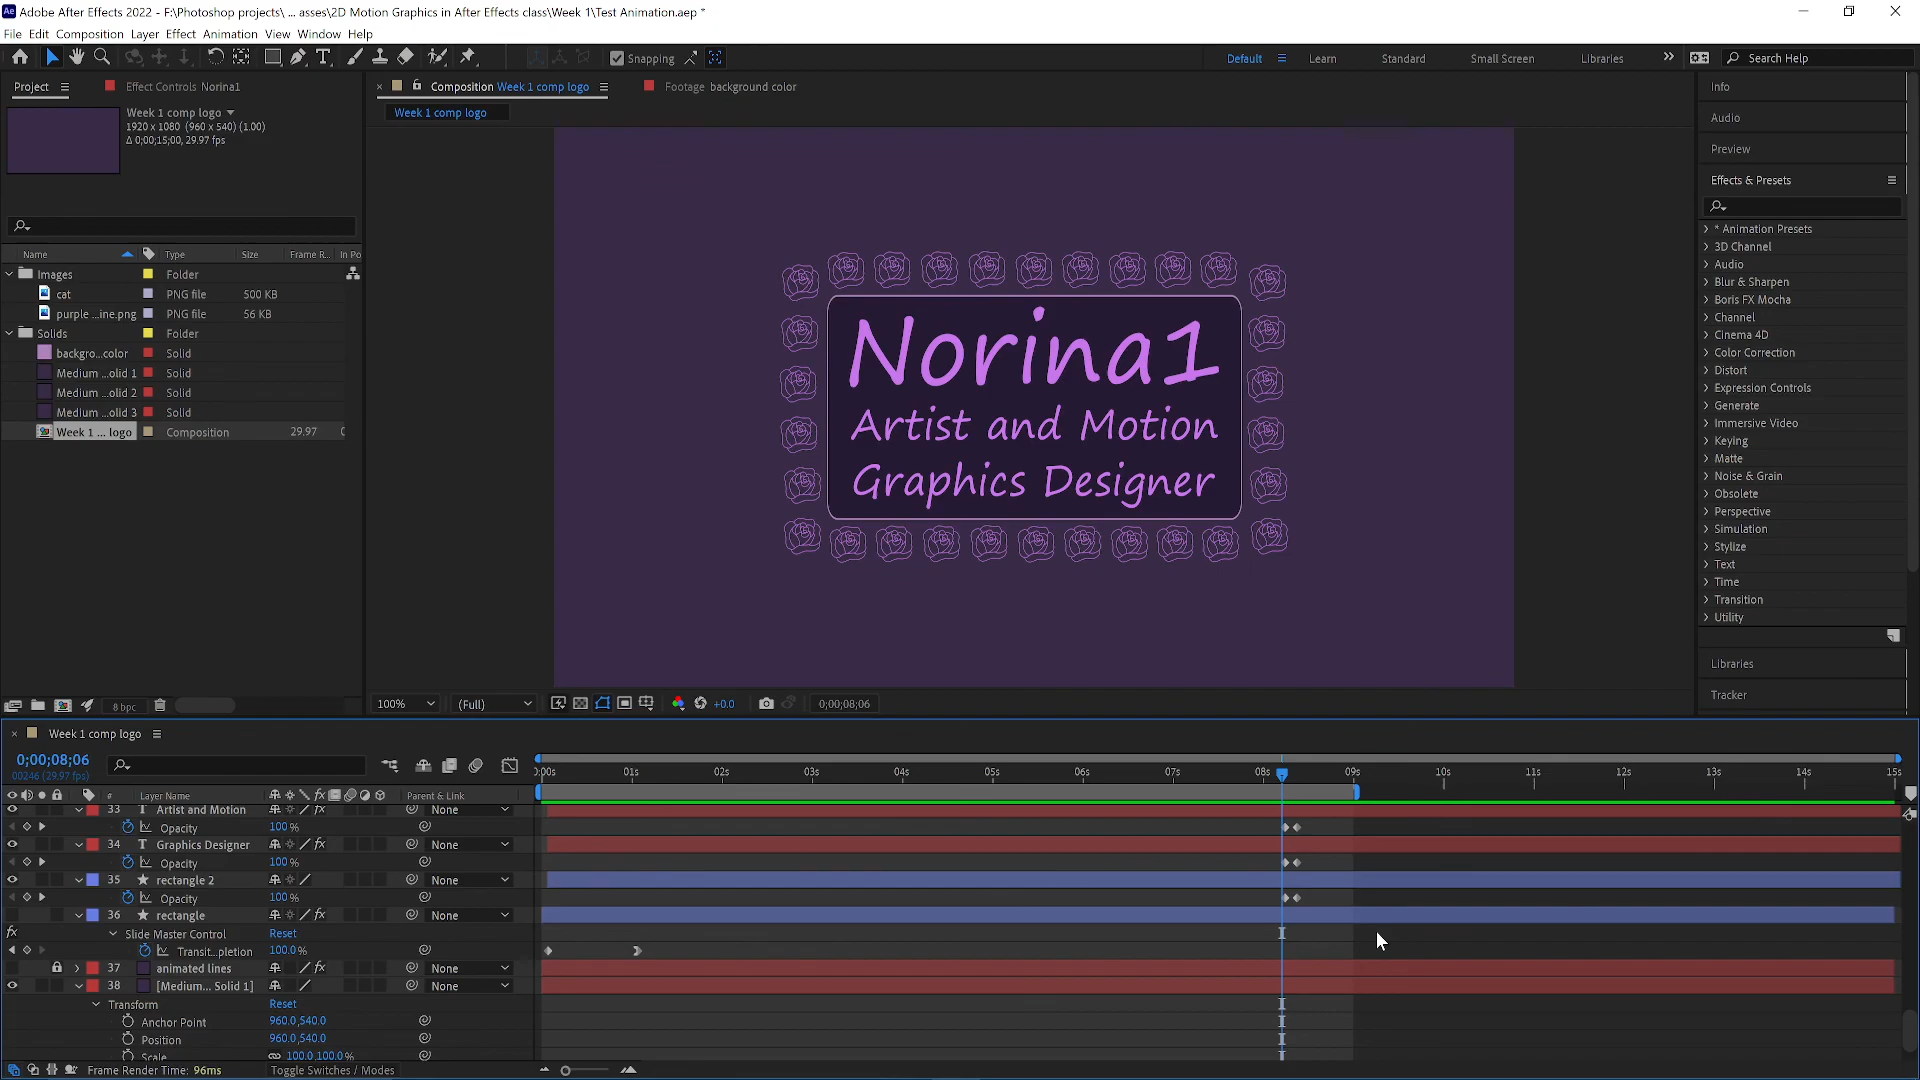 Adobe After Effects 2022 - F:\Photoshop projects\ ... asses\2D Motion Graphics in After Effects class\Week 1\Test Animation.aep *
File Edit Composition Layer Effect Animation View Window Help
Snapping
Default Learn Standard Small Screen Libraries Search Help
Project Effect Controls Norina1
Week 1 comp logo
1920 x 1080 (960 x 540) (1.00)
Δ 0;00;15;00, 29.97 fps
Name Type Size Frame R... In Po
Images Folder
cat PNG file 500 KB
purple ...ine.png PNG file 56 KB
Solids Folder
backgro...color Solid
Medium ...olid 1 Solid
Medium ...olid 2 Solid
Medium ...olid 3 Solid
Week 1 ... logo Composition 29.97
8 bpc
Composition Week 1 comp logo Footage background color
Week 1 comp logo
Norina1
Artist and Motion
Graphics Designer
100% (Full) +0.0 0;00;08;06
Info
Audio
Preview
Effects & Presets
* Animation Presets
3D Channel
Audio
Blur & Sharpen
Boris FX Mocha
Channel
Cinema 4D
Color Correction
Distort
Expression Controls
Generate
Immersive Video
Keying
Matte
Noise & Grain
Obsolete
Perspective
Simulation
Stylize
Text
Time
Transition
Utility
Libraries
Tracker
Week 1 comp logo
0;00;08;06
00246 (29.97 fps)
):00s 01s 02s 03s 04s 05s 06s 07s 08s 09s 10s 11s 12s 13s 14s 15s
# Layer Name Parent & Link
33 T Artist and Motion fx None
Opacity 100%
34 T Graphics Designer fx None
Opacity 100%
35 rectangle 2 None
Opacity 100%
36 rectangle fx None
fx Slide Master Control Reset
Transit...pletion 100.0%
37 animated lines fx None
38 [Medium... Solid 1] None
Transform Reset
Anchor Point 960.0,540.0
Position 960.0,540.0
Scale 100.0,100.0%
Frame Render Time: 96ms Toggle Switches / Modes